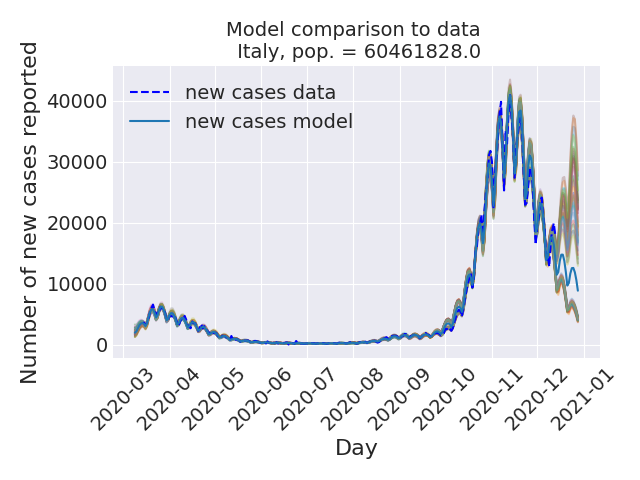 Model comparison to data
Italy, pop. = 60461828.0
Number of new cases reported
40000
30000
20000
10000
0
new cases data
new cases model
2020-03
2020-04
2020-05
2020-06
2020-07
2020-08
2020-09
2020-10
2020-11
2020-12
2021-01
Day